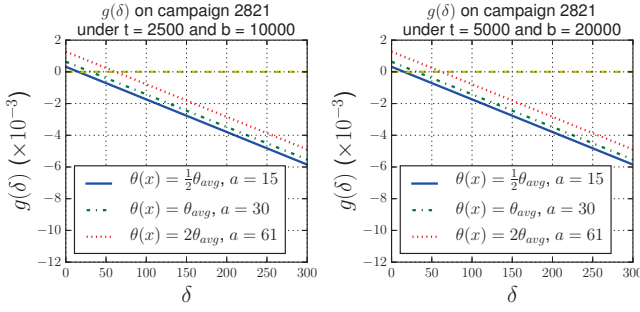 g(δ) on campaign 2821
under t = 2500 and b = 10000
g(δ) (×10⁻³)
2
0
−2
−4
−6
−8
−10
−12
θ(x) = ½θ_avg, a = 15
θ(x) = θ_avg, a = 30
θ(x) = 2θ_avg, a = 61
0 50 100 150 200 250 300
δ
g(δ) on campaign 2821
under t = 5000 and b = 20000
g(δ) (×10⁻³)
2
0
−2
−4
−6
−8
−10
−12
θ(x) = ½θ_avg, a = 15
θ(x) = θ_avg, a = 30
θ(x) = 2θ_avg, a = 61
0 50 100 150 200 250 300
δ